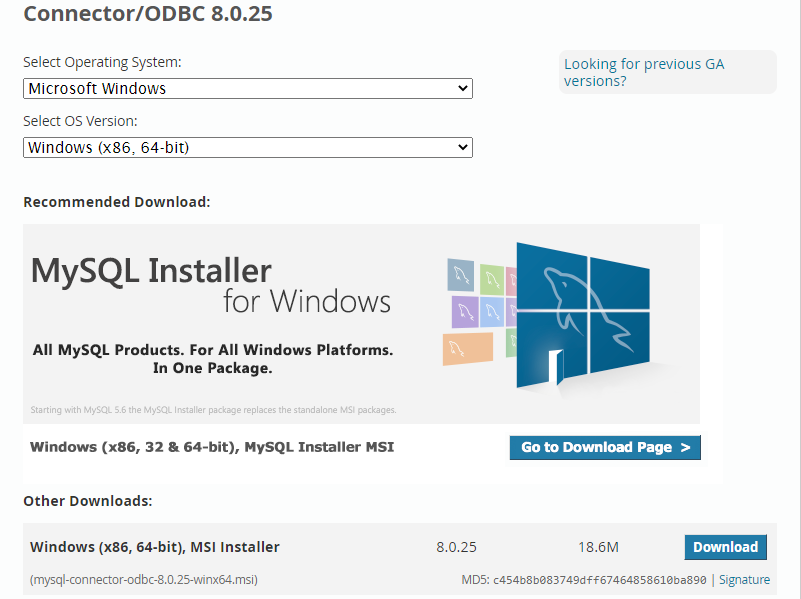 Connector/ODBC 8.0.25
Select Operating System:
Looking for previous GA
versions?
Microsoft Windows
Select OS Version:
Windows (x86, 64-bit)
Recommended Download:
MySQL Installer
for Windows
All MySQL Products. For All Windows Platforms.
In One Package.
Starting with MySQL 5.6 the MySQL Installer package replaces the standalone MSI packages.
Windows (x86, 32 & 64-bit), MySQL Installer MSI
Go to Download Page >
Other Downloads:
Windows (x86, 64-bit), MSI Installer 8.0.25 18.6M Download
(mysql-connector-odbc-8.0.25-winx64.msi) MD5: c454b8b083749dff67464858610ba890 | Signature